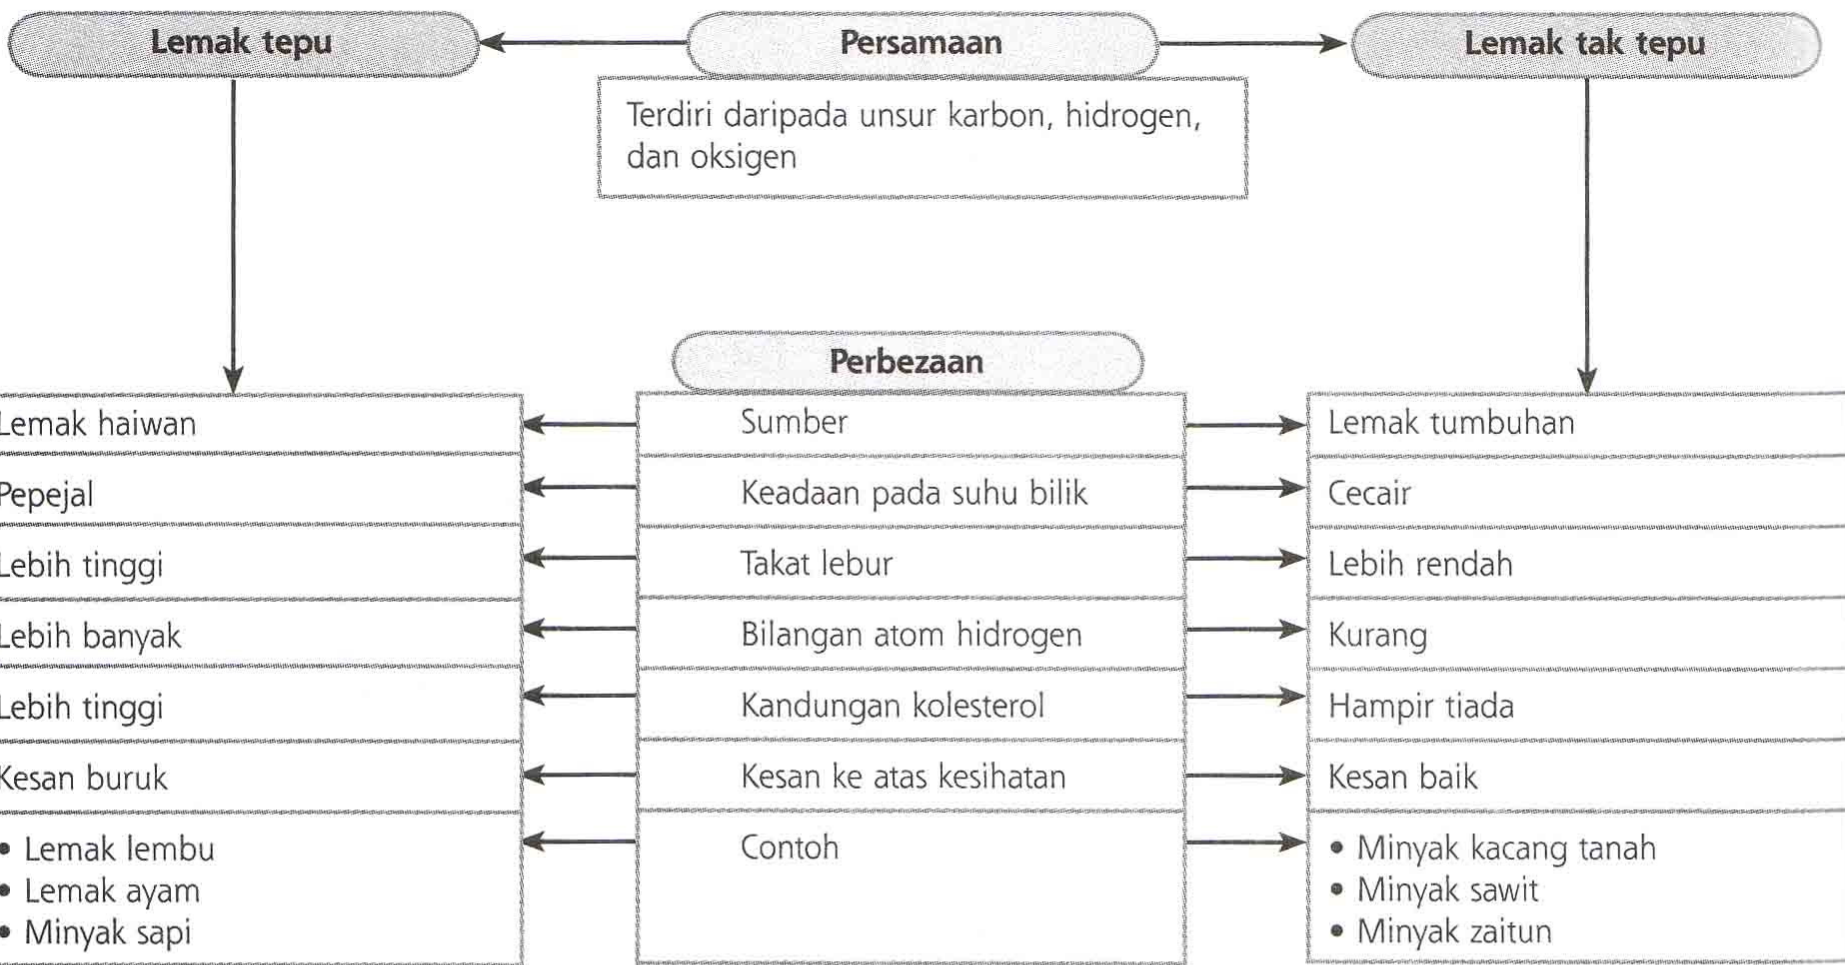 Lemak tepu
Persamaan
Lemak tak tepu
Terdiri daripada unsur karbon, hidrogen,
dan oksigen
Perbezaan
Lemak haiwan
Sumber
Lemak tumbuhan
Pepejal
Keadaan pada suhu bilik
Cecair
Lebih tinggi
Takat lebur
Lebih rendah
Lebih banyak
Bilangan atom hidrogen
Kurang
Lebih tinggi
Kandungan kolesterol
Hampir tiada
Kesan buruk
Kesan ke atas kesihatan
Kesan baik
• Lemak lembu
• Lemak ayam
• Minyak sapi
Contoh
• Minyak kacang tanah
• Minyak sawit
• Minyak zaitun